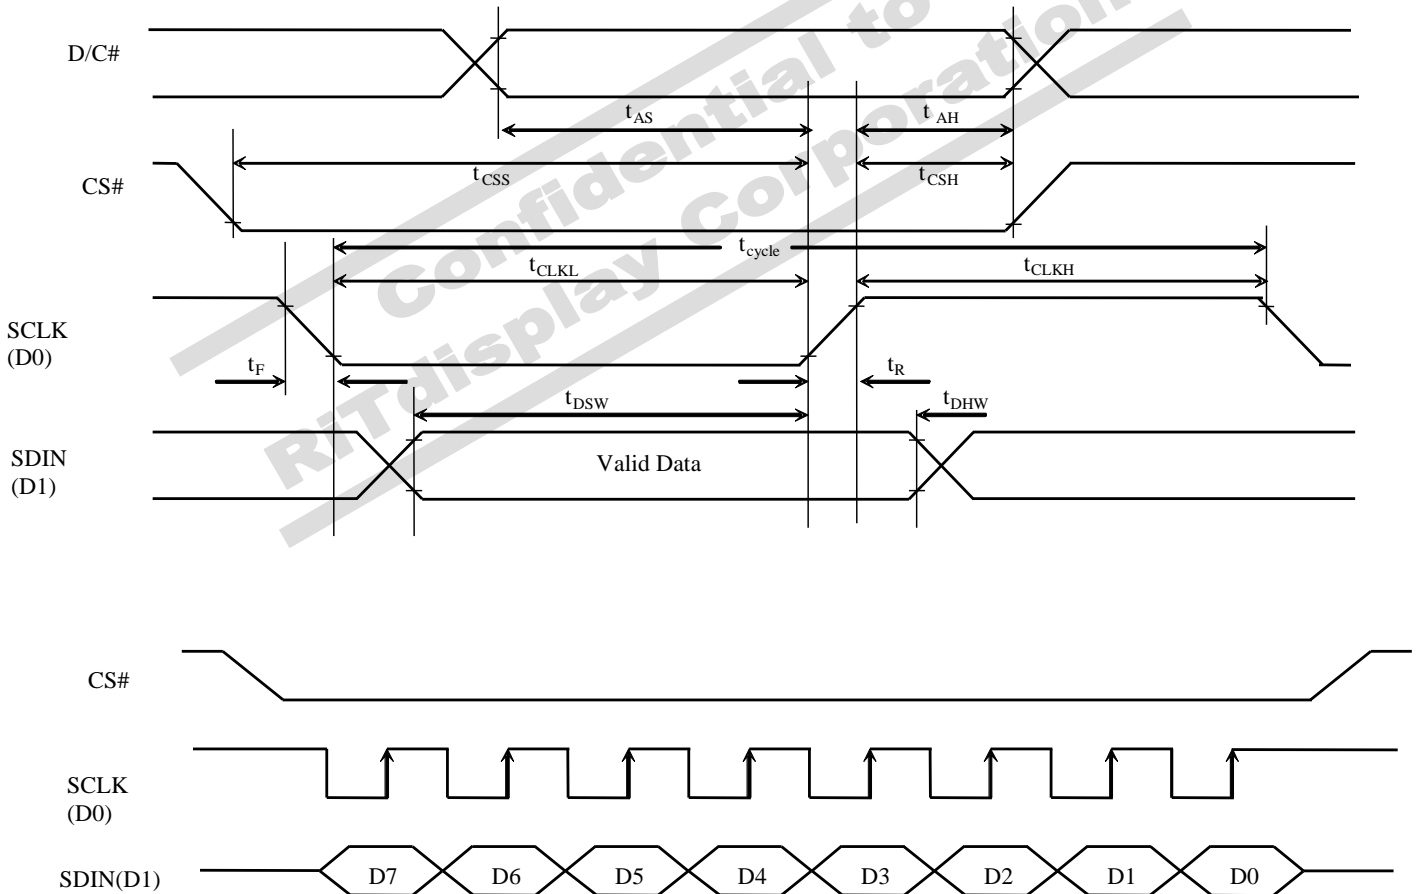 D/C#
Confidential to
RiTdisplay Corporation
tAS
t AH
CS#
tCSS
tCSH
tcycle
tCLKL
tCLKH
SCLK
(D0)
tF
tR
tDSW
tDHW
SDIN
(D1)
Valid Data
CS#
SCLK
(D0)
SDIN(D1)
D7 D6 D5 D4 D3 D2 D1 D0